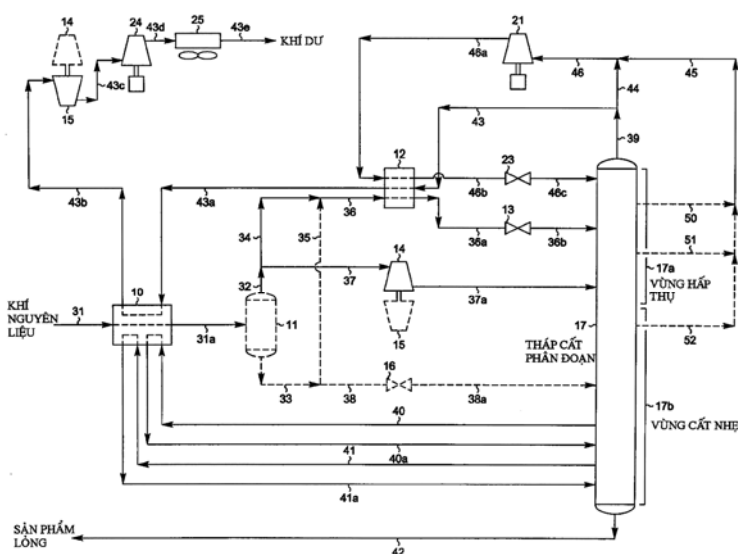 14
24
43d
25
43e
KHÍ DƯ
43c
15
21
46a
46
45
44
43
39
12
23
46b
46c
43b
43a
36
13
50
34
35
36a
36b
51
14
17a
32
37
VÙNG HẤP
THỤ
KHÍ
NGUYÊN
LIỆU
31
10
31a
11
37a
17
15
THÁP CẤT
PHÂN ĐOẠN
52
16
33
38
38a
17b
40
VÙNG CẤT NHẸ
41
40a
41a
SẢN PHẨM
LỎNG
42